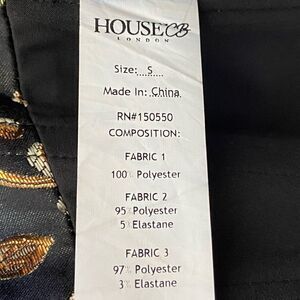 HOUSE CB
LONDON
Size:....S.....
Made In: China
RN#150550
COMPOSITION:
FABRIC 1
100% Polyester
FABRIC 2
95% Polyester
5% Elastane
FABRIC 3
97% Polyester
3% Elastane